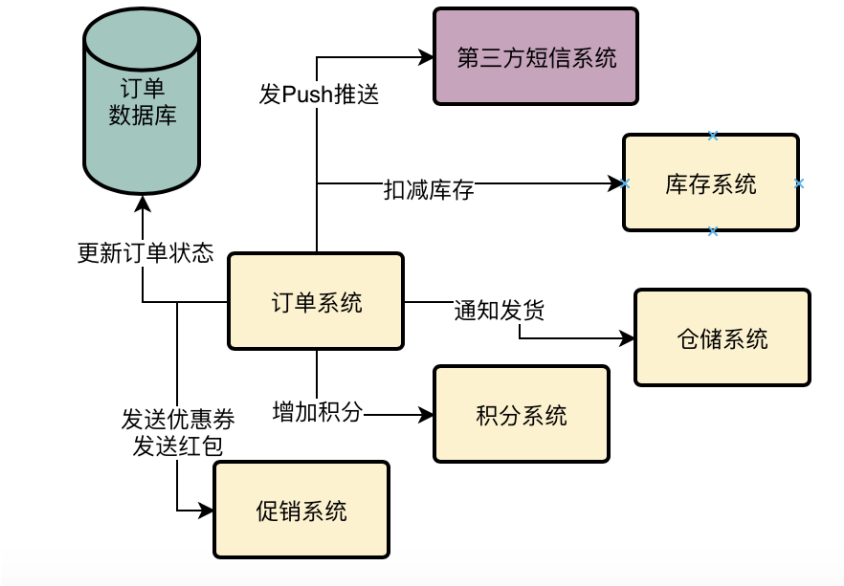 第三方短信系统
订单
数据库
发Push推送
库存系统
扣减库存
更新订单状态
订单系统
通知发货
仓储系统
增加积分
积分系统
发送优惠券
发送红包
促销系统